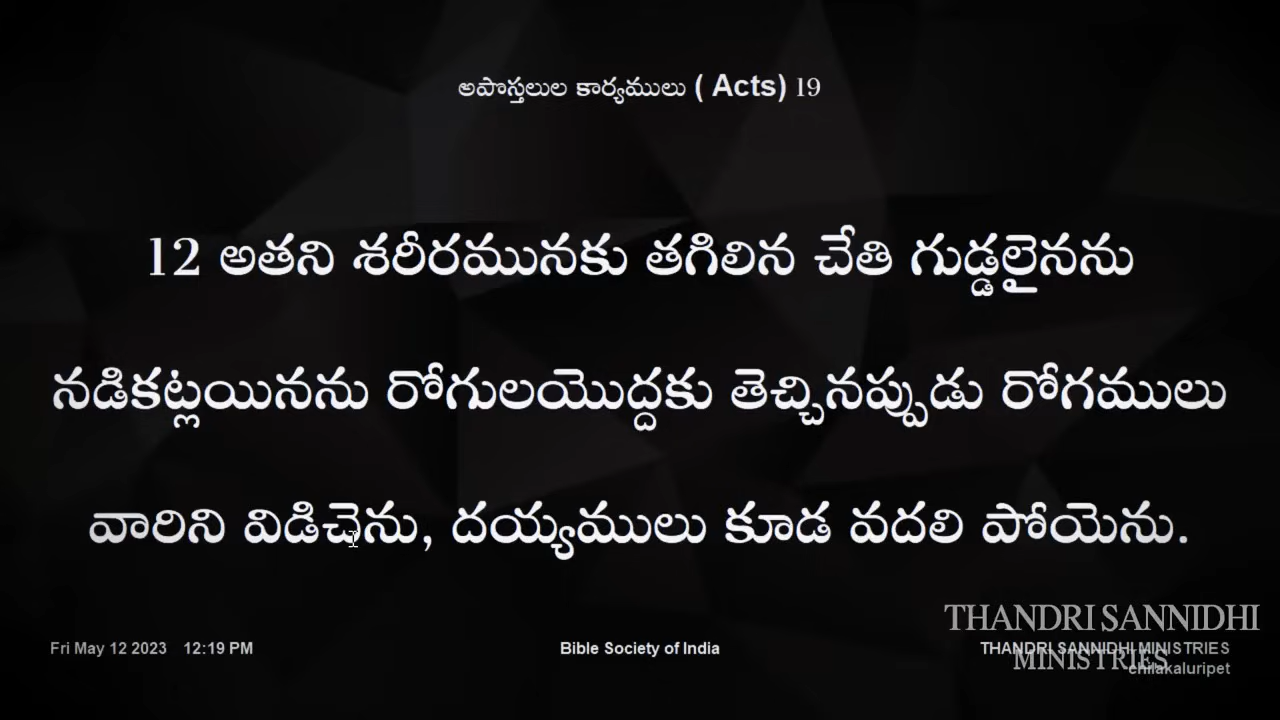 అపొస్తలుల కార్యములు ( Acts) 19
12 అతని శరీరమునకు తగిలిన చేతి గుడ్డలైనను
నడికట్లయినను రోగులయొద్దకు తెచ్చినప్పుడు రోగములు
వారిని విడిచెను, దయ్యములు కూడ వదలి పోయెను.
THANDRI SANNIDHI
MINISTRIES
Fri May 12 2023 12:19 PM
Bible Society of India
THANDRI SANNIDHI MINISTRIES
chilakaluripet